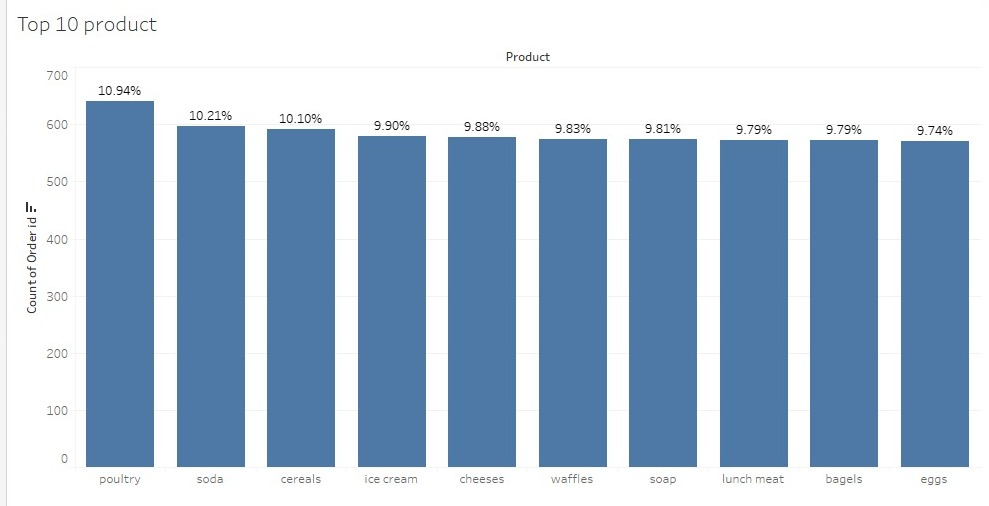 Top 10 product
Product
700
600
500
400
300
200
100
0
Count of Order id
10.94%
10.21%
10.10%
9.90%
9.88%
9.83%
9.81%
9.79%
9.79%
9.74%
poultry
soda
cereals
ice cream
cheeses
waffles
soap
lunch meat
bagels
eggs